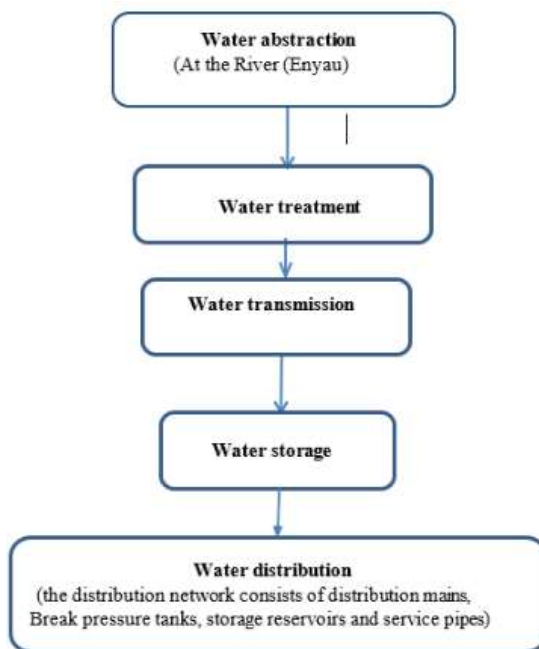 Water abstraction
(At the River (Enyau)
Water treatment
Water transmission
Water storage
Water distribution
(the distribution network consists of distribution mains,
Break pressure tanks, storage reservoirs and service pipes)